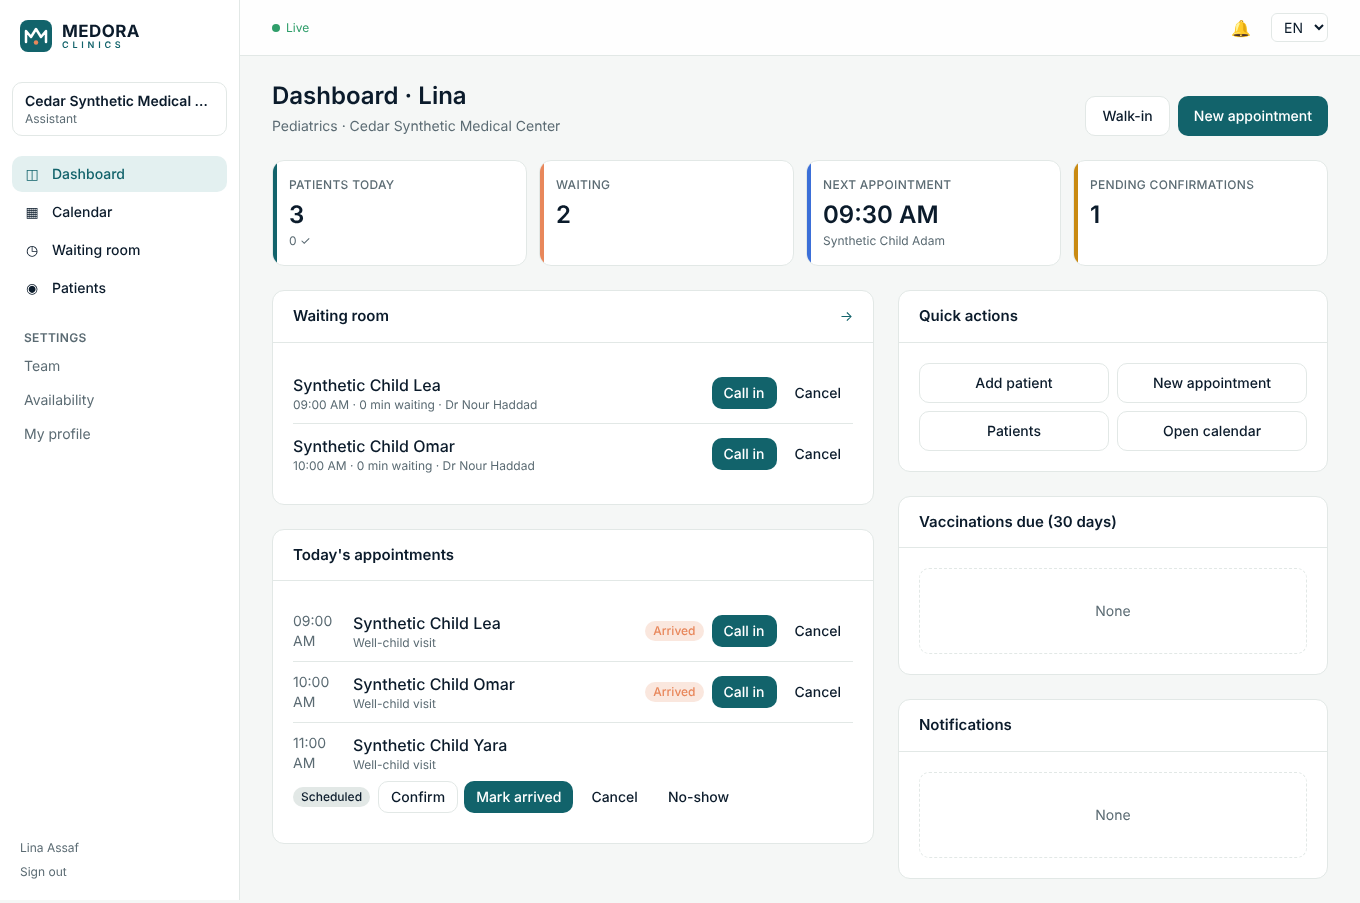 MEDORA
CLINICS
Cedar Synthetic Medical ...
Assistant
Dashboard
Calendar
Waiting room
Patients
SETTINGS
Team
Availability
My profile
Lina Assaf
Sign out
Live
EN
Dashboard · Lina
Pediatrics · Cedar Synthetic Medical Center
Walk-in
New appointment
PATIENTS TODAY
3
0 ✓
WAITING
2
NEXT APPOINTMENT
09:30 AM
Synthetic Child Adam
PENDING CONFIRMATIONS
1
Waiting room →
Synthetic Child Lea
09:00 AM · 0 min waiting · Dr Nour Haddad
Call in Cancel
Synthetic Child Omar
10:00 AM · 0 min waiting · Dr Nour Haddad
Call in Cancel
Today's appointments
09:00 AM
Synthetic Child Lea
Well-child visit
Arrived Call in Cancel
10:00 AM
Synthetic Child Omar
Well-child visit
Arrived Call in Cancel
11:00 AM
Synthetic Child Yara
Well-child visit
Scheduled Confirm Mark arrived Cancel No-show
Quick actions
Add patient New appointment
Patients Open calendar
Vaccinations due (30 days)
None
Notifications
None